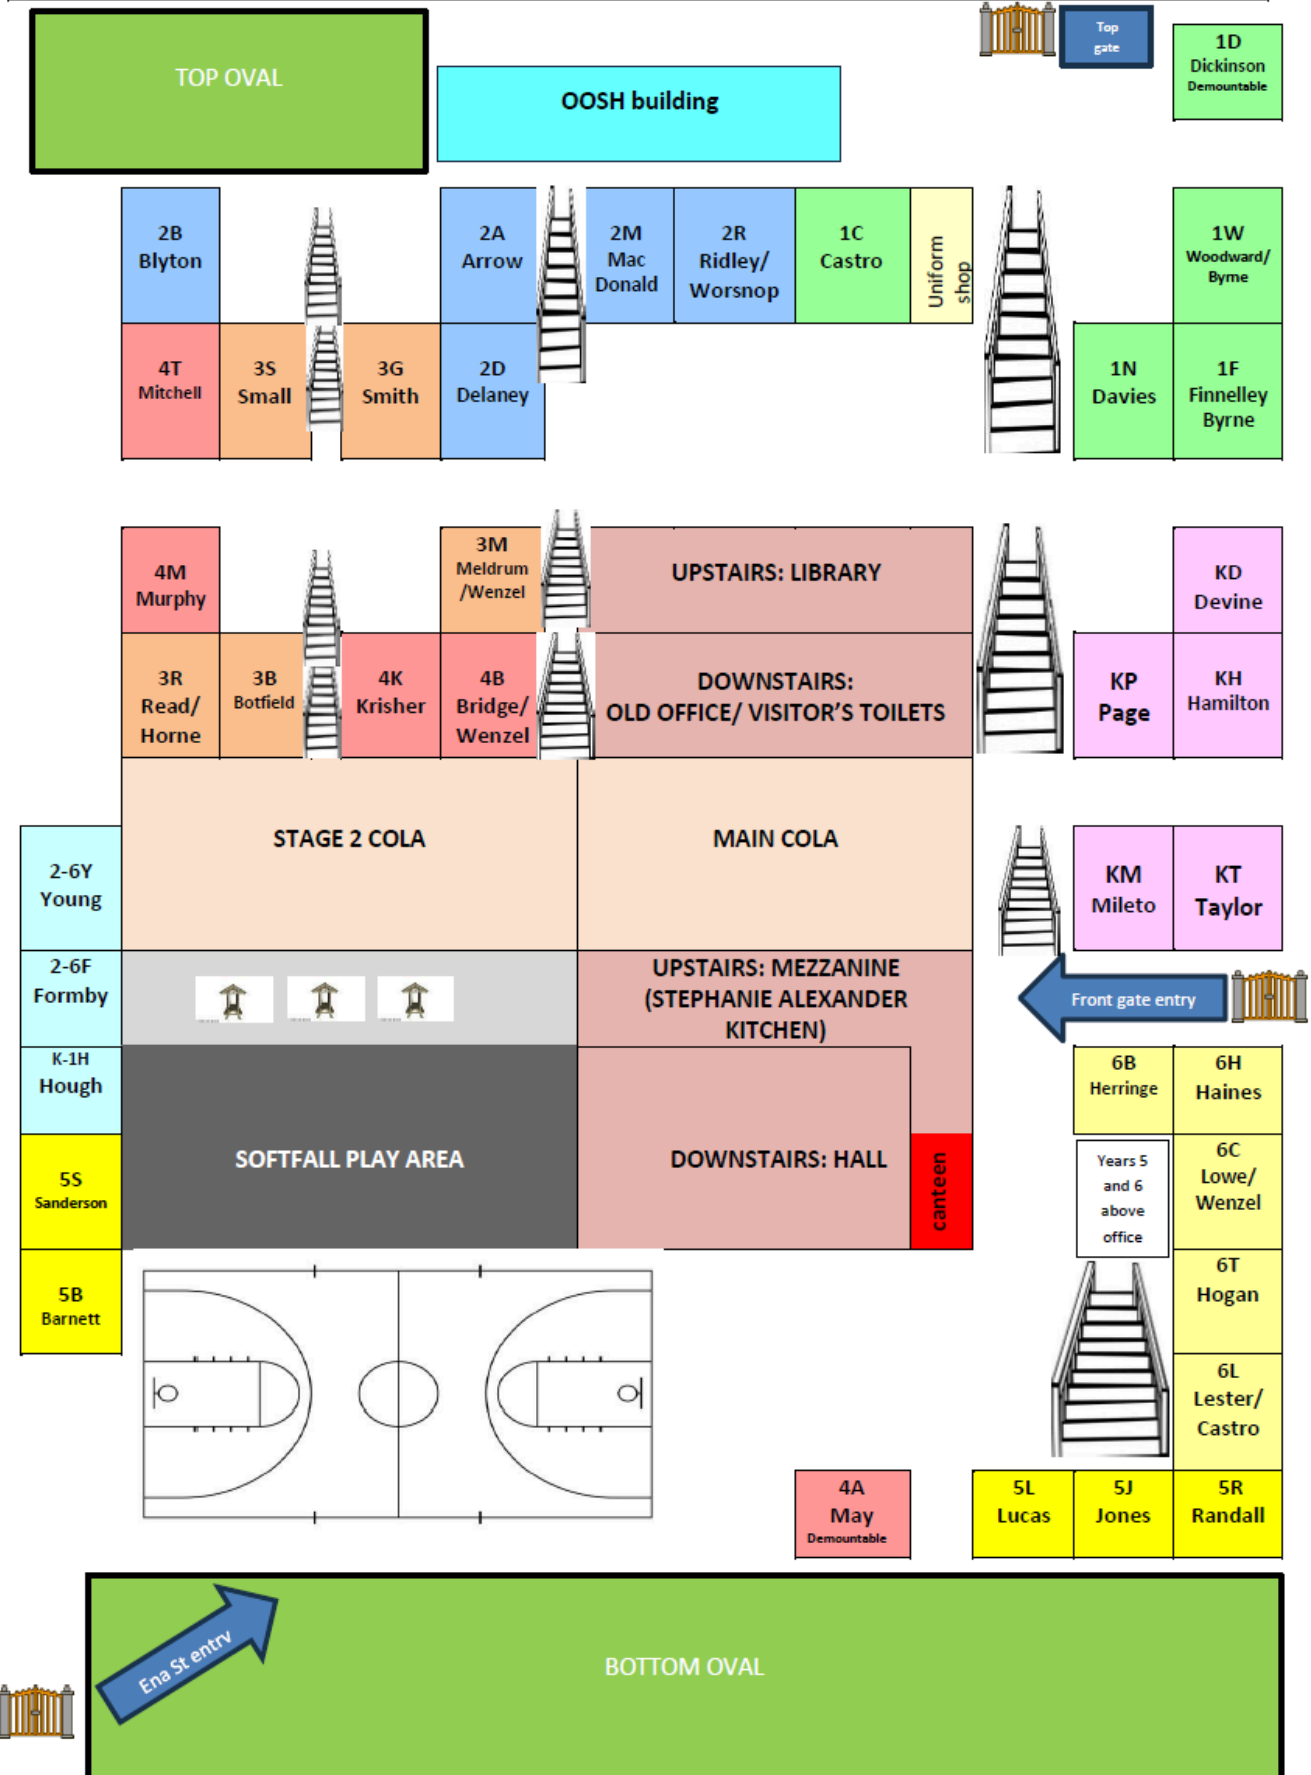 Top
gate
1D
Dickinson
Demountable
TOP OVAL
OOSH building
2B
Blyton
2A
Arrow
2M
Mac
Donald
2R
Ridley/
Worsnop
1C
Castro
Uniform
shop
1W
Woodward/
Byrne
4T
Mitchell
3S
Small
3G
Smith
2D
Delaney
1N
Davies
1F
Finnelley
Byrne
4M
Murphy
3M
Meldrum
/Wenzel
UPSTAIRS: LIBRARY
KD
Devine
3R
Read/
Horne
3B
Botfield
4K
Krisher
4B
Bridge/
Wenzel
DOWNSTAIRS:
OLD OFFICE/ VISITOR'S TOILETS
KP
Page
KH
Hamilton
STAGE 2 COLA
MAIN COLA
2-6Y
Young
KM
Mileto
KT
Taylor
2-6F
Formby
UPSTAIRS: MEZZANINE
(STEPHANIE ALEXANDER
KITCHEN)
Front gate entry
K-1H
Hough
6B
Herringe
6H
Haines
SOFTFALL PLAY AREA
DOWNSTAIRS: HALL
canteen
5S
Sanderson
Years 5
and 6
above
office
6C
Lowe/
Wenzel
5B
Barnett
6T
Hogan
6L
Lester/
Castro
4A
May
Demountable
5L
Lucas
5J
Jones
5R
Randall
Ena St entry
BOTTOM OVAL